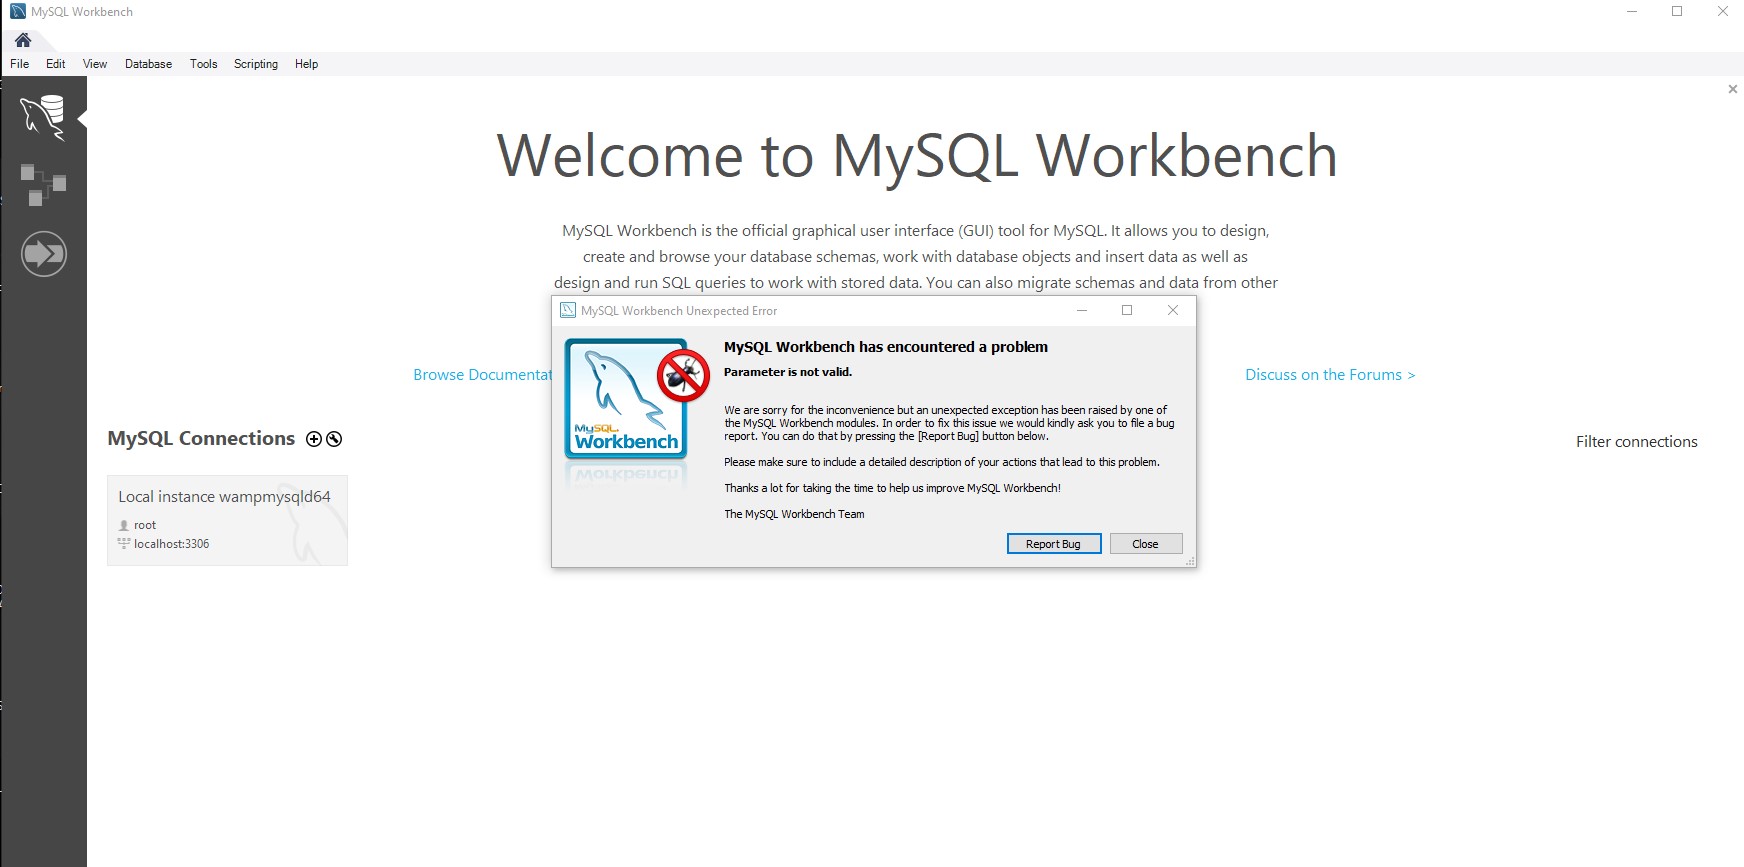 MySQL Workbench
File Edit View Database Tools Scripting Help
Welcome to MySQL Workbench
MySQL Workbench is the official graphical user interface (GUI) tool for MySQL. It allows you to design,
create and browse your database schemas, work with database objects and insert data as well as
design and run SQL queries to work with stored data. You can also migrate schemas and data from other
MySQL Workbench Unexpected Error
MySQL Workbench has encountered a problem
Parameter is not valid.
We are sorry for the inconvenience but an unexpected exception has been raised by one of
the MySQL Workbench modules. In order to fix this issue we would kindly ask you to file a bug
report. You can do that by pressing the [Report Bug] button below.
Please make sure to include a detailed description of your actions that lead to this problem.
Thanks a lot for taking the time to help us improve MySQL Workbench!
The MySQL Workbench Team
MySQL
Workbench
Report Bug Close
Browse Documentat
Discuss on the Forums >
MySQL Connections
Filter connections
Local instance wampmysqld64
root
localhost:3306